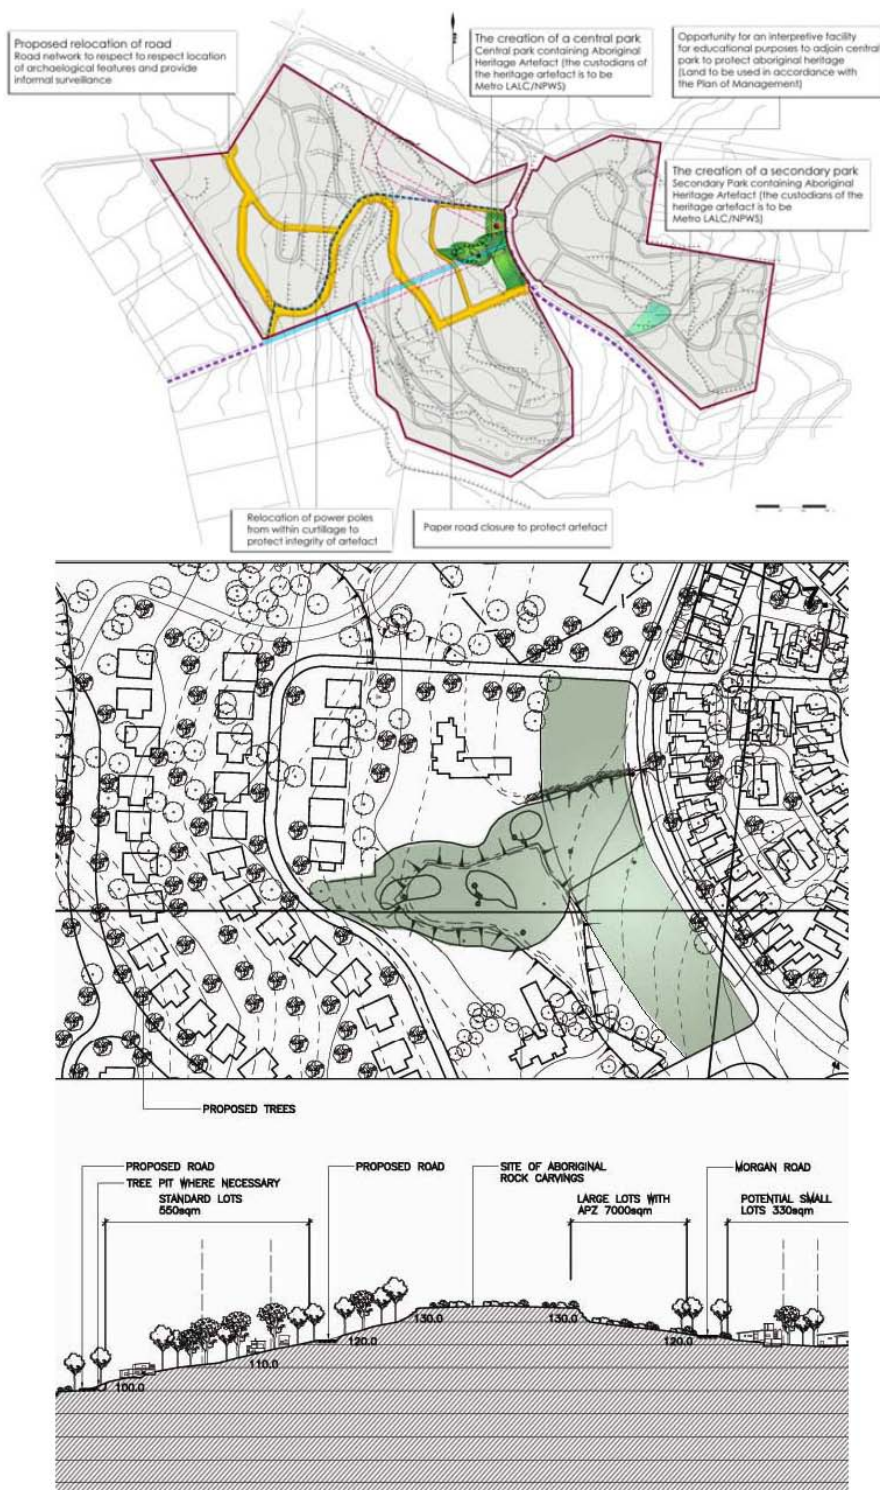 Proposed relocation of road
Road network to respect to respect location
of archaelogical features and provide
informal surveillance
The creation of a central park
Central park containing Aboriginal
Heritage Artefact (the custodians
of the heritage artefact is to be
Metro LALC/NPWS)
Opportunity for an interpretive facility
for educational purposes to adjoin central
park to protect aboriginal heritage
(Land to be used in accordance with
the Plan of Management)
The creation of a secondary park
Secondary Park containing Aboriginal
Heritage Artefact (the custodians of the
heritage artefact is to be
Metro LALC/NPWS)
Relocation of power poles
from within curtillage to
protect integrity of artefact
Paper road closure to protect artefact
PROPOSED TREES
PROPOSED ROAD
TREE PIT WHERE NECESSARY
STANDARD LOTS
550sqm
PROPOSED ROAD
SITE OF ABORIGINAL
ROCK CARVINGS
LARGE LOTS WITH
APZ 7000sqm
MORGAN ROAD
POTENTIAL SMALL
LOTS 330sqm
100.0
110.0
120.0
130.0
130.0
120.0